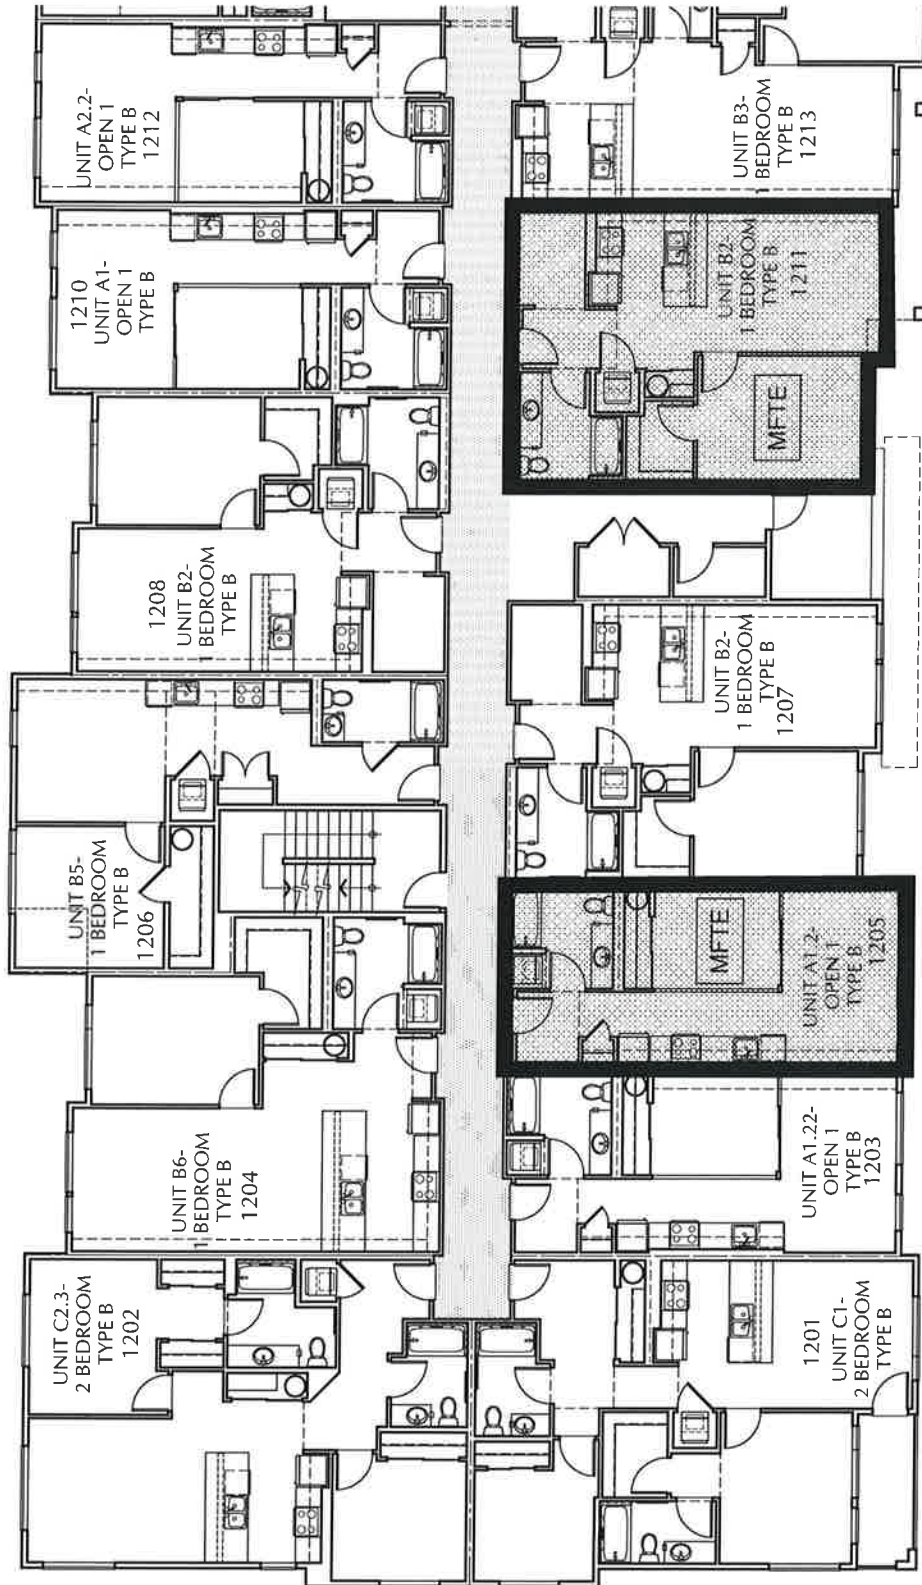 UNIT A2.2-
OPEN 1
TYPE B
1212
UNIT B3-
1 BEDROOM
TYPE B
1213
1210
UNIT A1-
OPEN 1
TYPE B
UNIT B2-
1 BEDROOM
TYPE B
1211
MFTE
1208
UNIT B2-
1 BEDROOM
TYPE B
UNIT B2-
1 BEDROOM
TYPE B
1207
UNIT B5-
1 BEDROOM
TYPE B
1206
MFTE
UNIT A1.2-
OPEN 1
TYPE B
1205
UNIT B6-
1 BEDROOM
TYPE B
1204
UNIT A1.22-
OPEN 1
TYPE B
1203
UNIT C2.3-
2 BEDROOM
TYPE B
1202
1201
UNIT C1-
2 BEDROOM
TYPE B